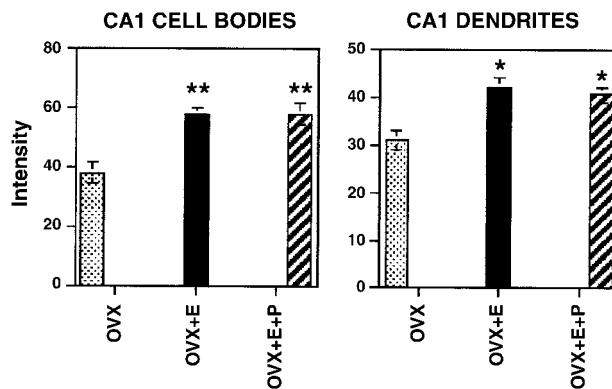 CA1 CELL BODIES
CA1 DENDRITES
Intensity
80
60
40
20
0
**
**
OVX
OVX+E
OVX+E+P
50
40
30
20
10
0
*
*
OVX
OVX+E
OVX+E+P